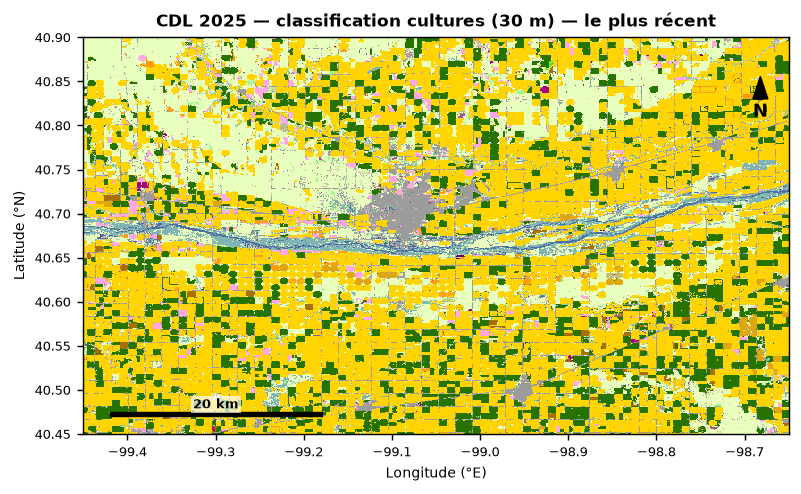 CDL 2025 — classification cultures (30 m) — le plus récent
40.90
40.85
40.80
40.75
40.70
40.65
40.60
40.55
40.50
40.45
Latitude (°N)
N
20 km
−99.4 −99.3 −99.2 −99.1 −99.0 −98.9 −98.8 −98.7
Longitude (°E)